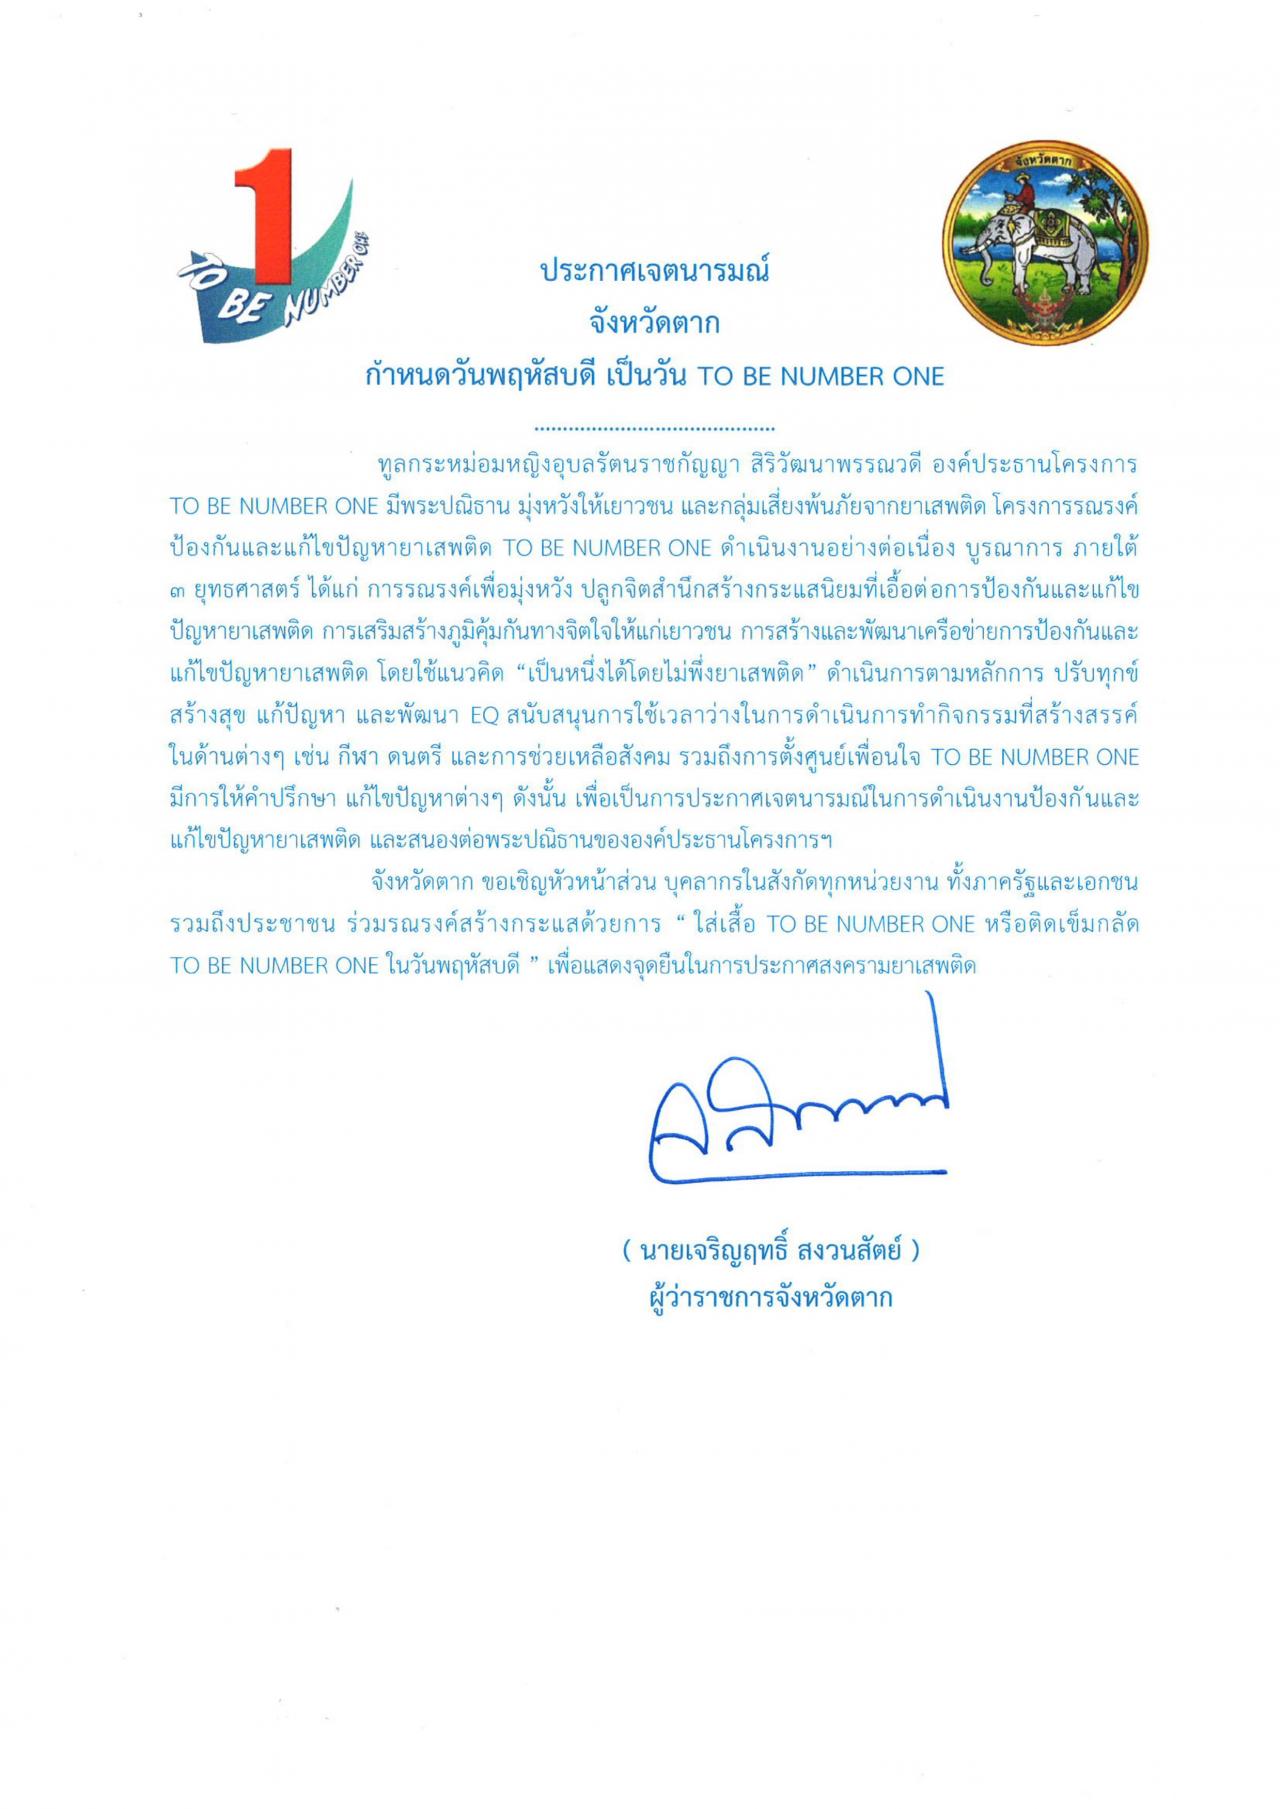 1
TO BE NUMBER ONE
จังหวัดตาก
ประกาศเจตนารมณ์
จังหวัดตาก
กำหนดวันพฤหัสบดี เป็นวัน TO BE NUMBER ONE
..........................................
ทูลกระหม่อมหญิงอุบลรัตนราชกัญญา สิริวัฒนาพรรณวดี องค์ประธานโครงการ
TO BE NUMBER ONE มีพระปณิธาน มุ่งหวังให้เยาวชน และกลุ่มเสี่ยงพ้นภัยจากยาเสพติด โครงการรณรงค์
ป้องกันและแก้ไขปัญหายาเสพติด TO BE NUMBER ONE ดำเนินงานอย่างต่อเนื่อง บูรณาการ ภายใต้
๓ ยุทธศาสตร์ ได้แก่ การรณรงค์เพื่อมุ่งหวัง ปลูกจิตสำนึกสร้างกระแสนิยมที่เอื้อต่อการป้องกันและแก้ไข
ปัญหายาเสพติด การเสริมสร้างภูมิคุ้มกันทางจิตใจให้แก่เยาวชน การสร้างและพัฒนาเครือข่ายการป้องกันและ
แก้ไขปัญหายาเสพติด โดยใช้แนวคิด “เป็นหนึ่งได้โดยไม่พึ่งยาเสพติด” ดำเนินการตามหลักการ ปรับทุกข์
สร้างสุข แก้ปัญหา และพัฒนา EQ สนับสนุนการใช้เวลาว่างในการดำเนินการทำกิจกรรมที่สร้างสรรค์
ในด้านต่างๆ เช่น กีฬา ดนตรี และการช่วยเหลือสังคม รวมถึงการตั้งศูนย์เพื่อนใจ TO BE NUMBER ONE
มีการให้คำปรึกษา แก้ไขปัญหาต่างๆ ดังนั้น เพื่อเป็นการประกาศเจตนารมณ์ในการดำเนินงานป้องกันและ
แก้ไขปัญหายาเสพติด และสนองต่อพระปณิธานขององค์ประธานโครงการฯ
จังหวัดตาก ขอเชิญหัวหน้าส่วน บุคลากรในสังกัดทุกหน่วยงาน ทั้งภาครัฐและเอกชน
รวมถึงประชาชน ร่วมรณรงค์สร้างกระแสด้วยการ “ ใส่เสื้อ TO BE NUMBER ONE หรือติดเข็มกลัด
TO BE NUMBER ONE ในวันพฤหัสบดี ” เพื่อแสดงจุดยืนในการประกาศสงครามยาเสพติด
( นายเจริญฤทธิ์ สงวนสัตย์ )
ผู้ว่าราชการจังหวัดตาก